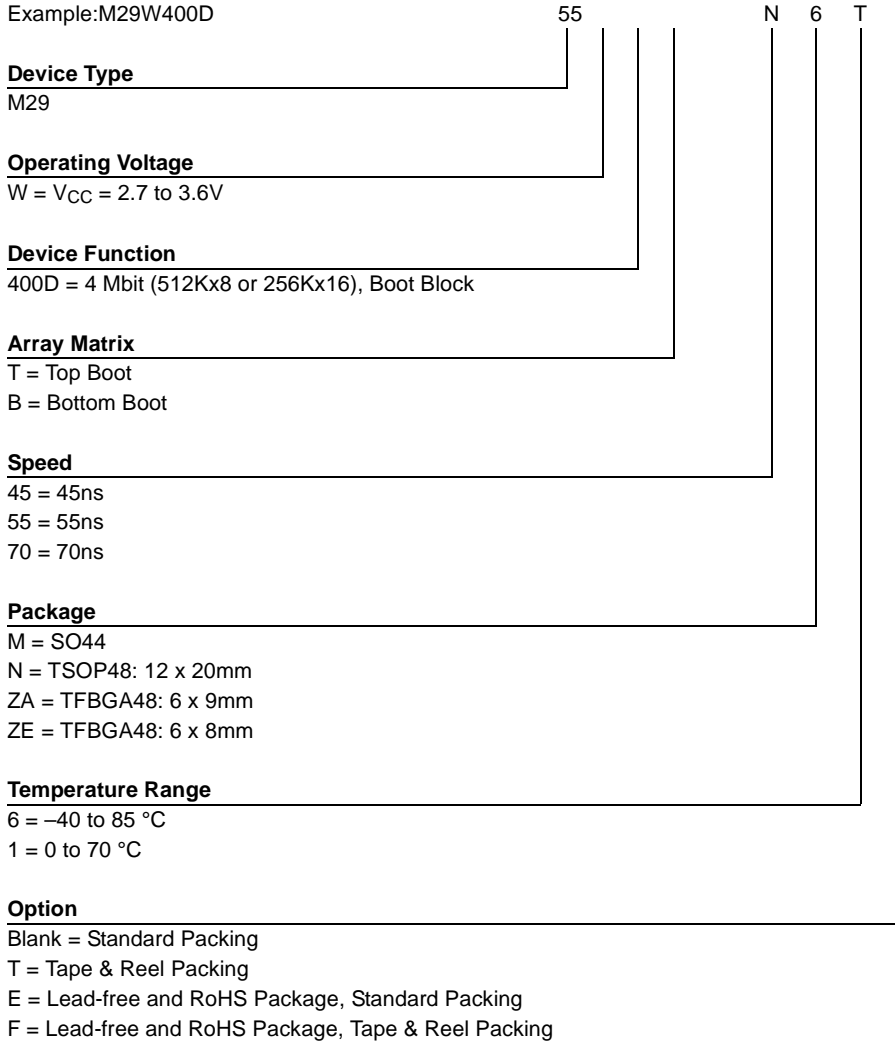 Example:M29W400D 55 N 6 T
Device Type
M29
Operating Voltage
W = VCC = 2.7 to 3.6V
Device Function
400D = 4 Mbit (512Kx8 or 256Kx16), Boot Block
Array Matrix
T = Top Boot
B = Bottom Boot
Speed
45 = 45ns
55 = 55ns
70 = 70ns
Package
M = SO44
N = TSOP48: 12 x 20mm
ZA = TFBGA48: 6 x 9mm
ZE = TFBGA48: 6 x 8mm
Temperature Range
6 = –40 to 85 °C
1 = 0 to 70 °C
Option
Blank = Standard Packing
T = Tape & Reel Packing
E = Lead-free and RoHS Package, Standard Packing
F = Lead-free and RoHS Package, Tape & Reel Packing